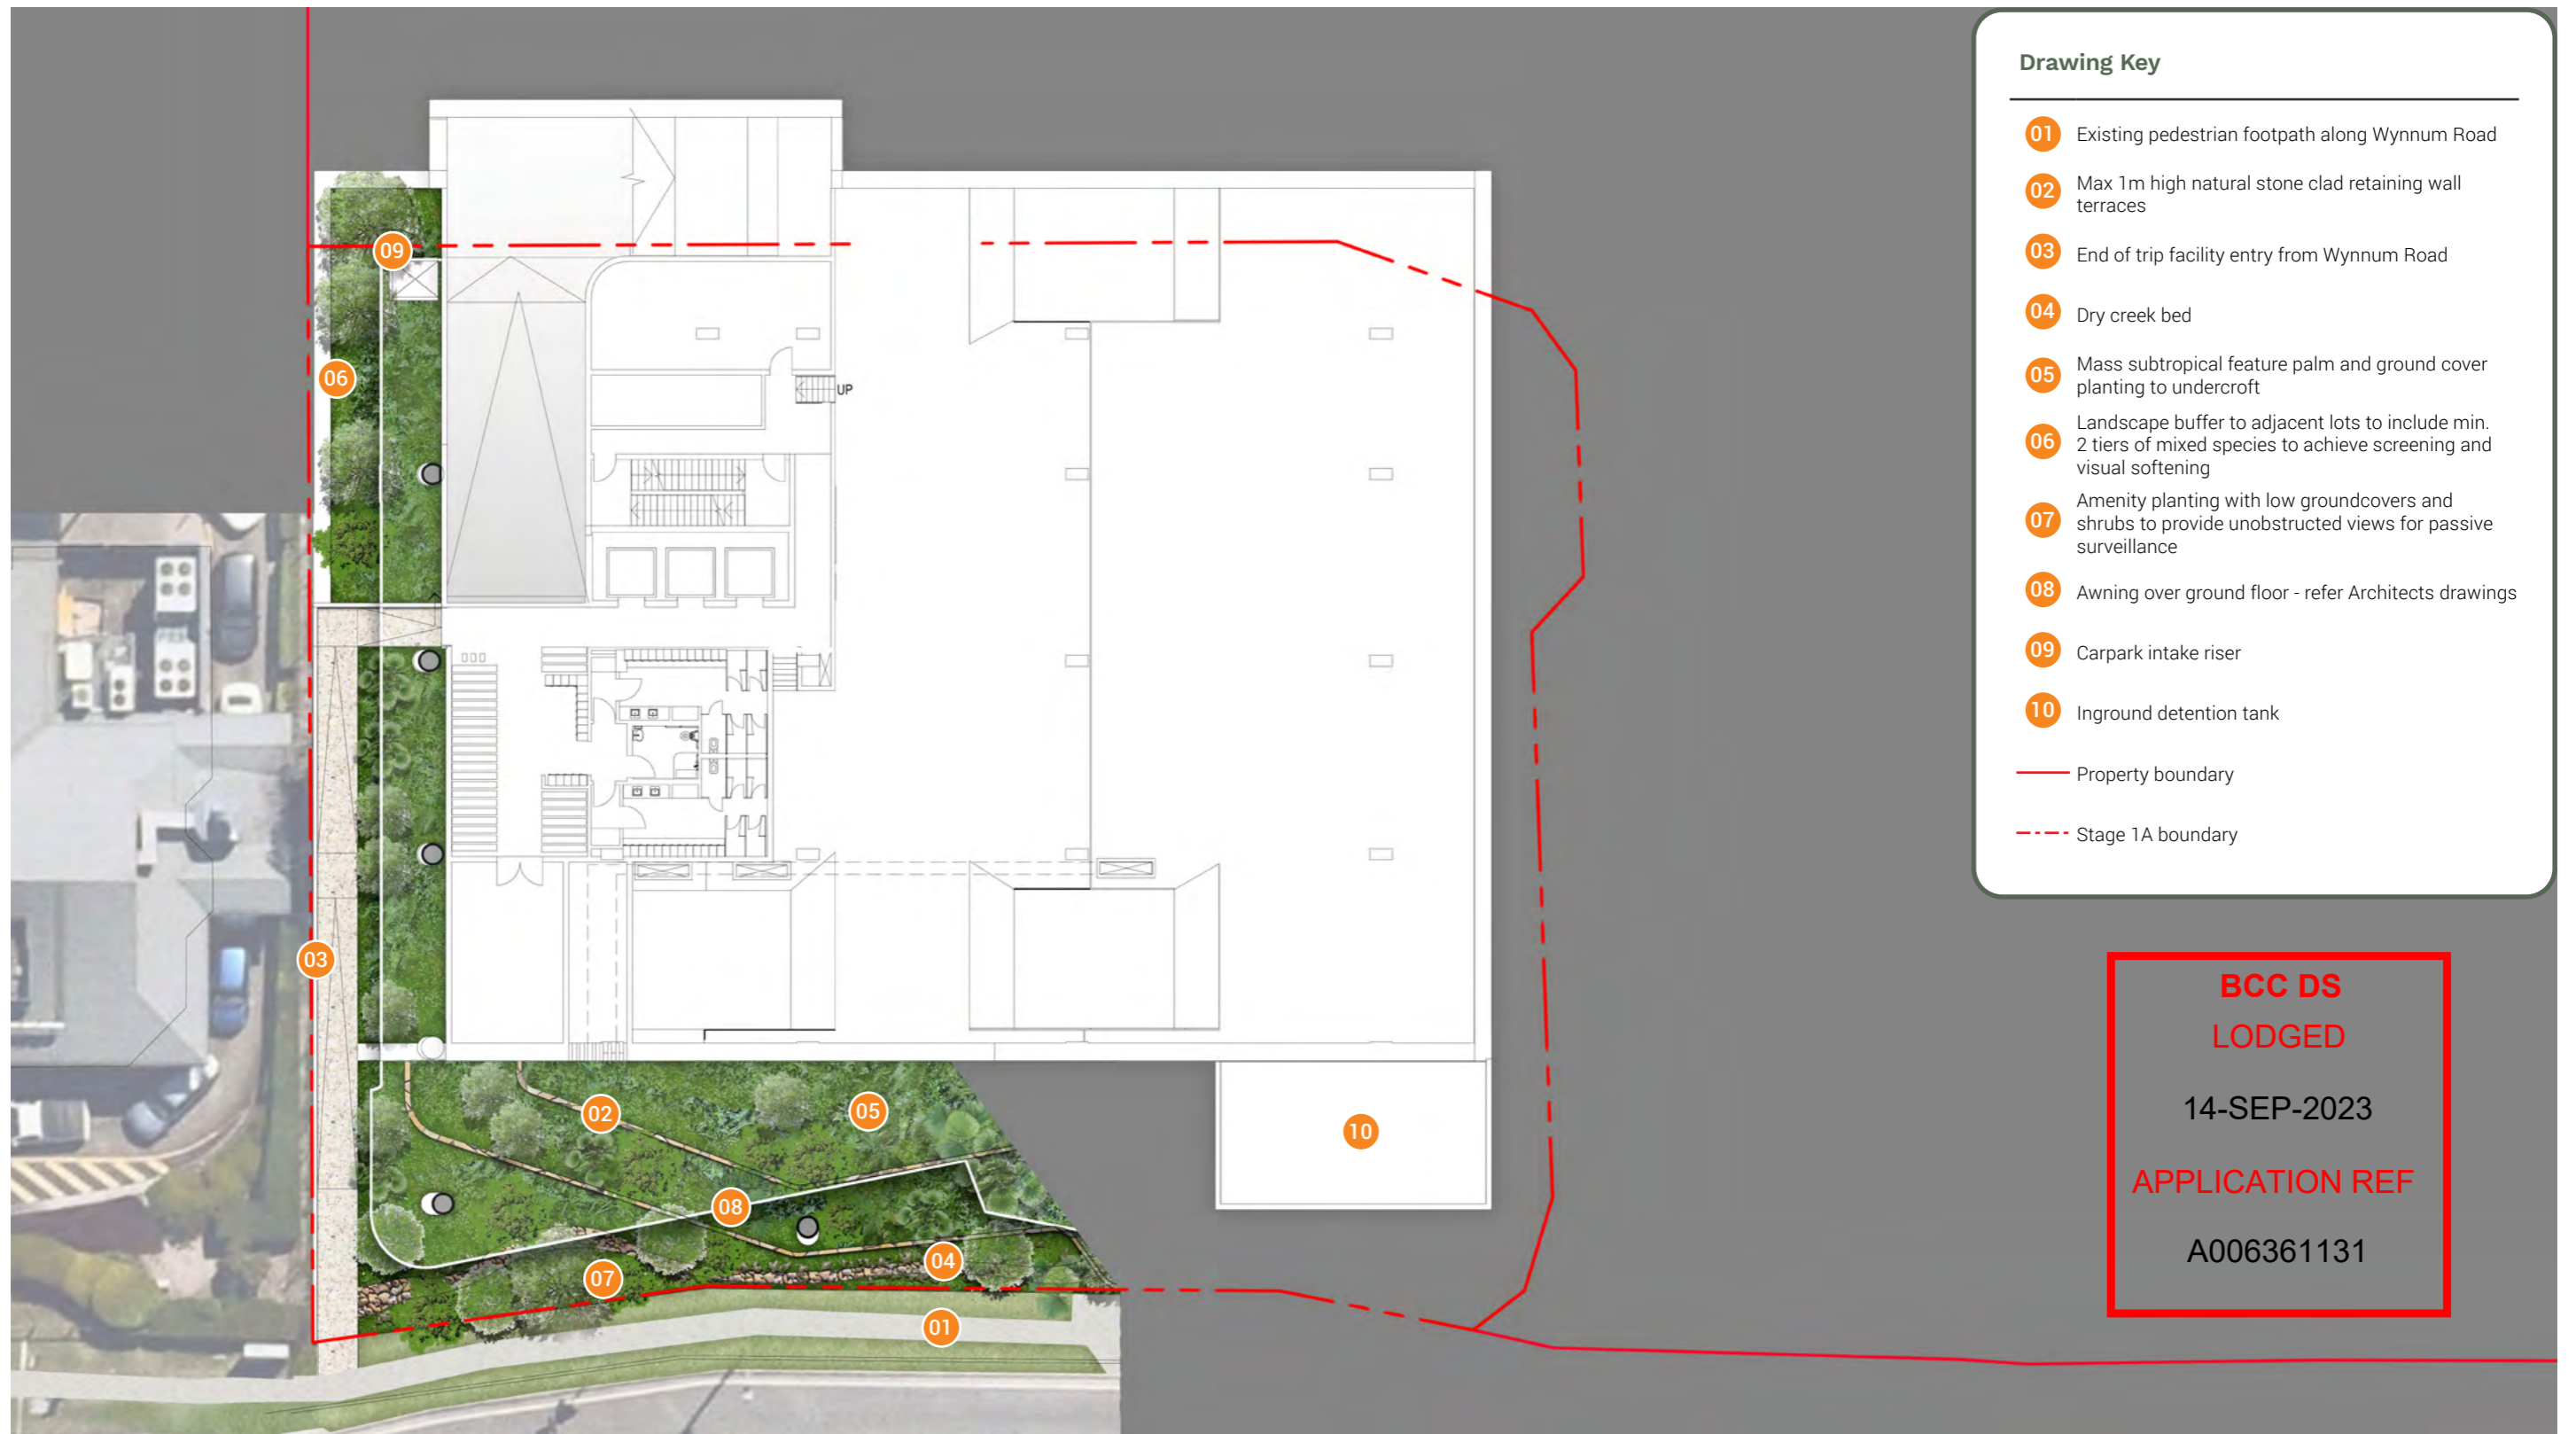 Drawing Key
01 Existing pedestrian footpath along Wynnum Road
02 Max 1m high natural stone clad retaining wall
terraces
03 End of trip facility entry from Wynnum Road
04 Dry creek bed
05 Mass subtropical feature palm and ground cover
planting to undercroft
06 Landscape buffer to adjacent lots to include min.
2 tiers of mixed species to achieve screening and
visual softening
07 Amenity planting with low groundcovers and
shrubs to provide unobstructed views for passive
surveillance
08 Awning over ground floor - refer Architects drawings
09 Carpark intake riser
10 Inground detention tank
Property boundary
Stage 1A boundary
09
06
UP
03
02
05
10
08
04
07
01
BCC DS
LODGED
14-SEP-2023
APPLICATION REF
A006361131